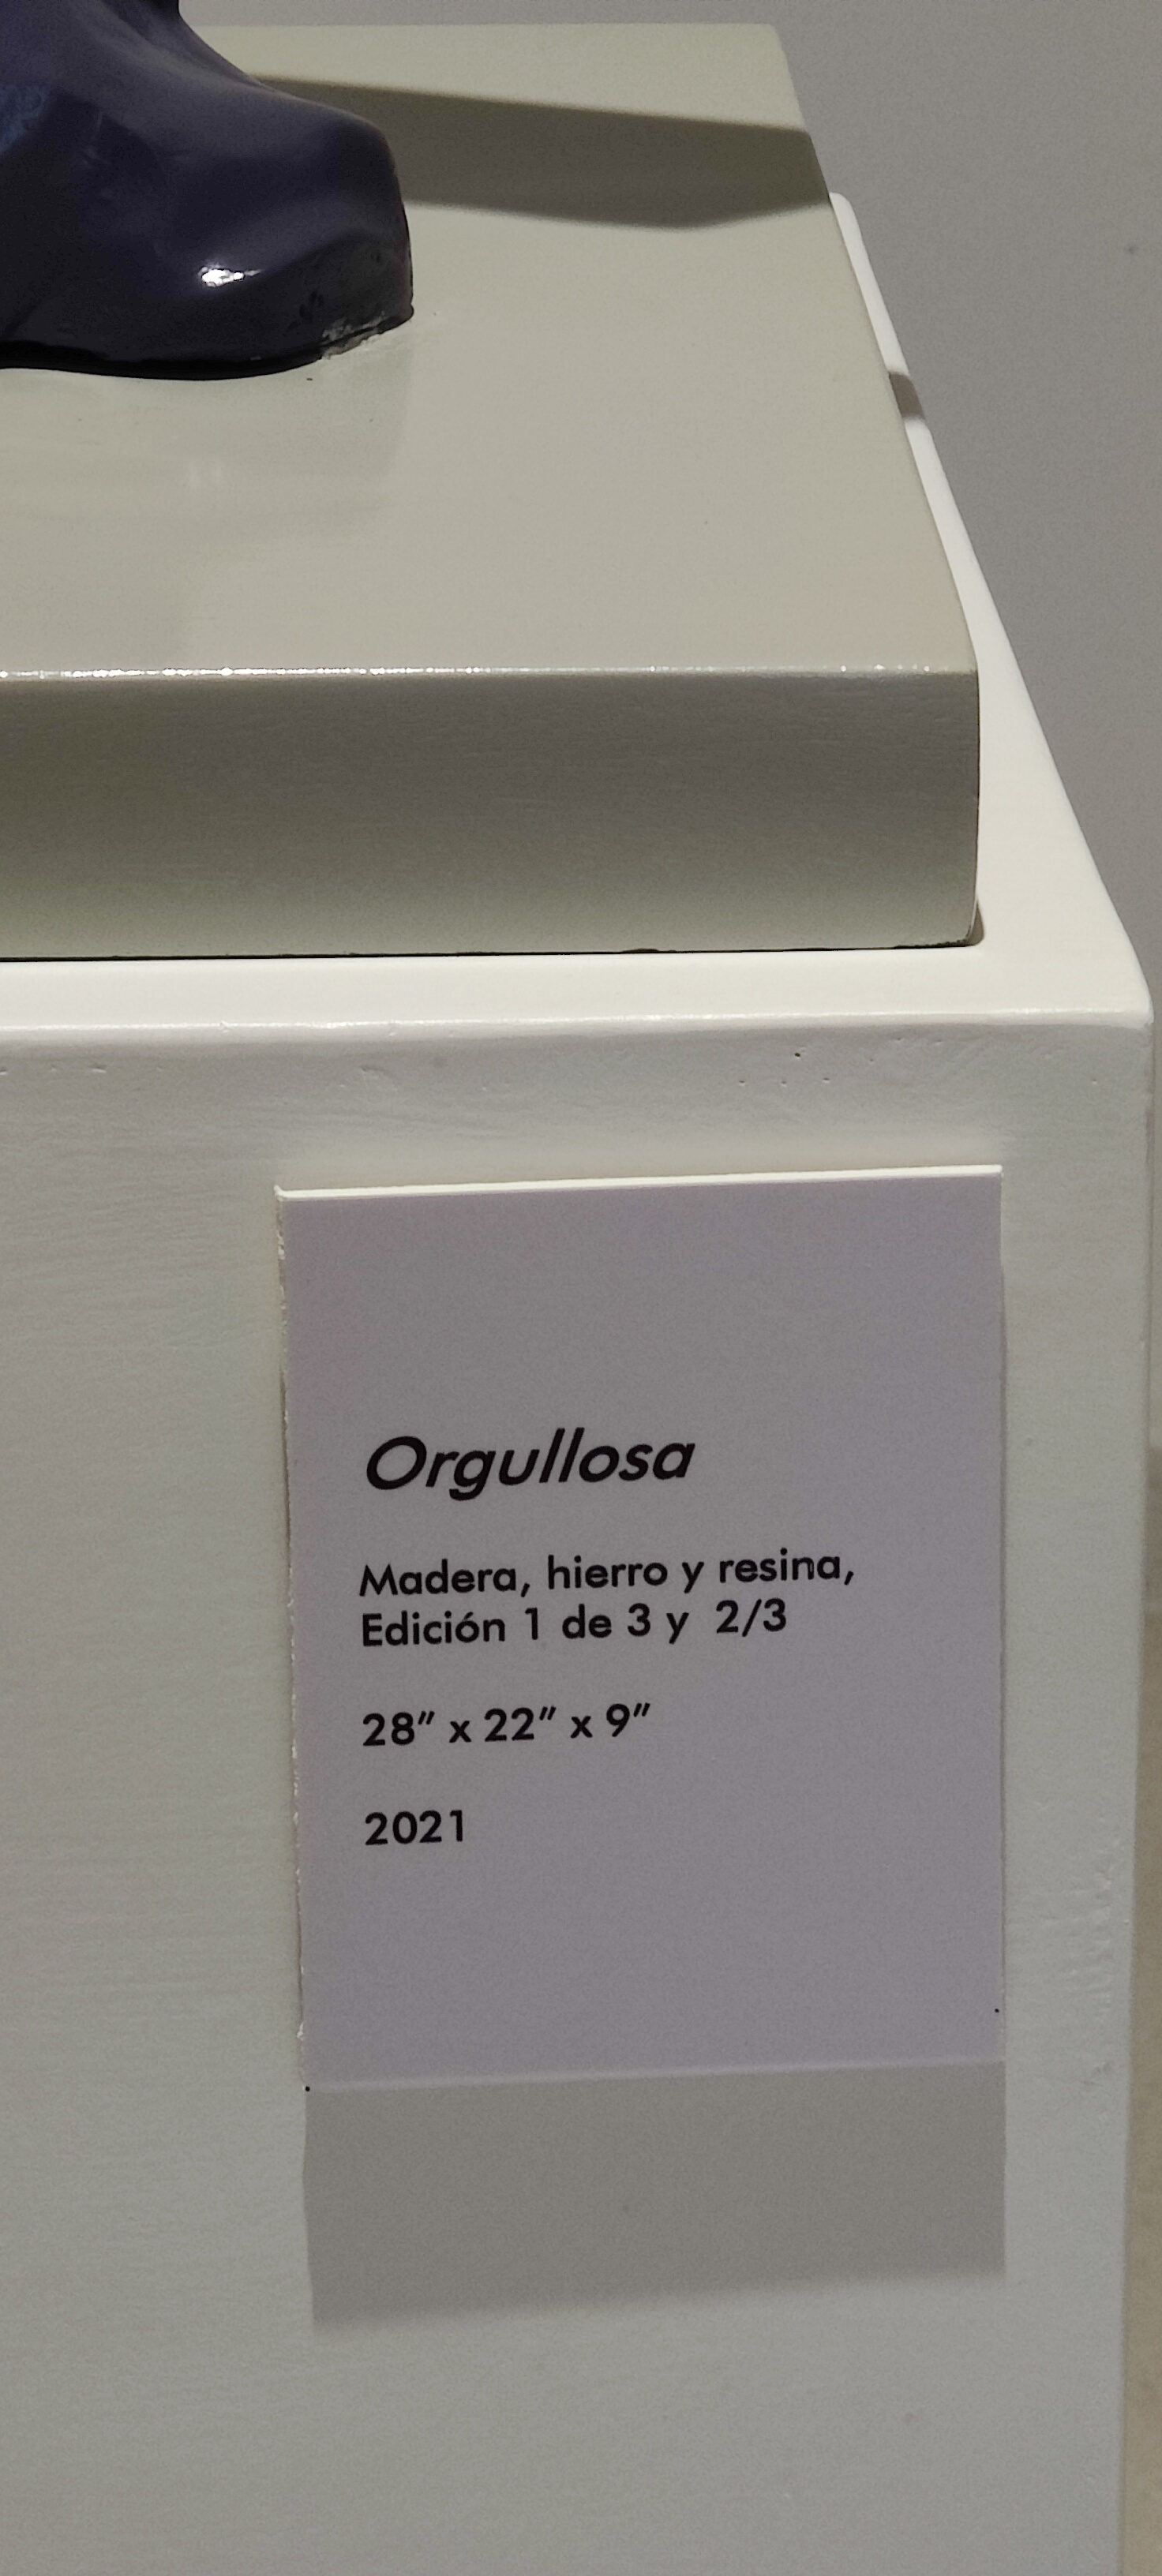 Orgullosa
Madera, hierro y resina,
Edición 1 de 3 y  2/3
28″ x 22″ x 9″
2021